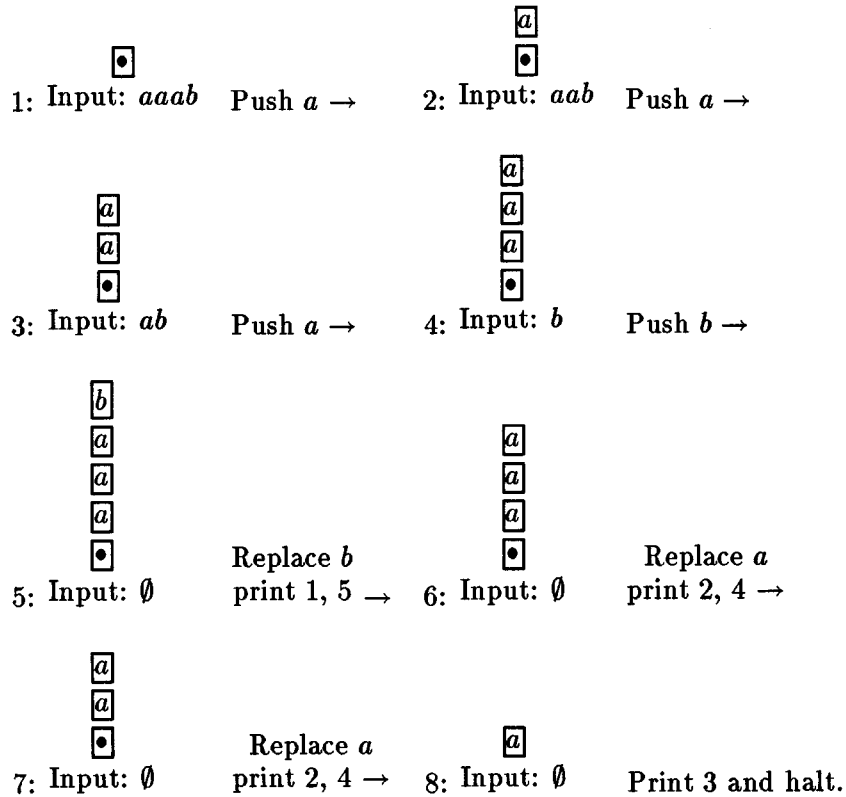 a
•
1: Input: aaab Push a → 2: Input: aab Push a →
a
a a
a a
• •
3: Input: ab Push a → 4: Input: b Push b →
b
a a
a a
a a
• Replace b • Replace a
5: Input: ∅ print 1, 5 → 6: Input: ∅ print 2, 4 →
a
a
• Replace a a
7: Input: ∅ print 2, 4 → 8: Input: ∅ Print 3 and halt.